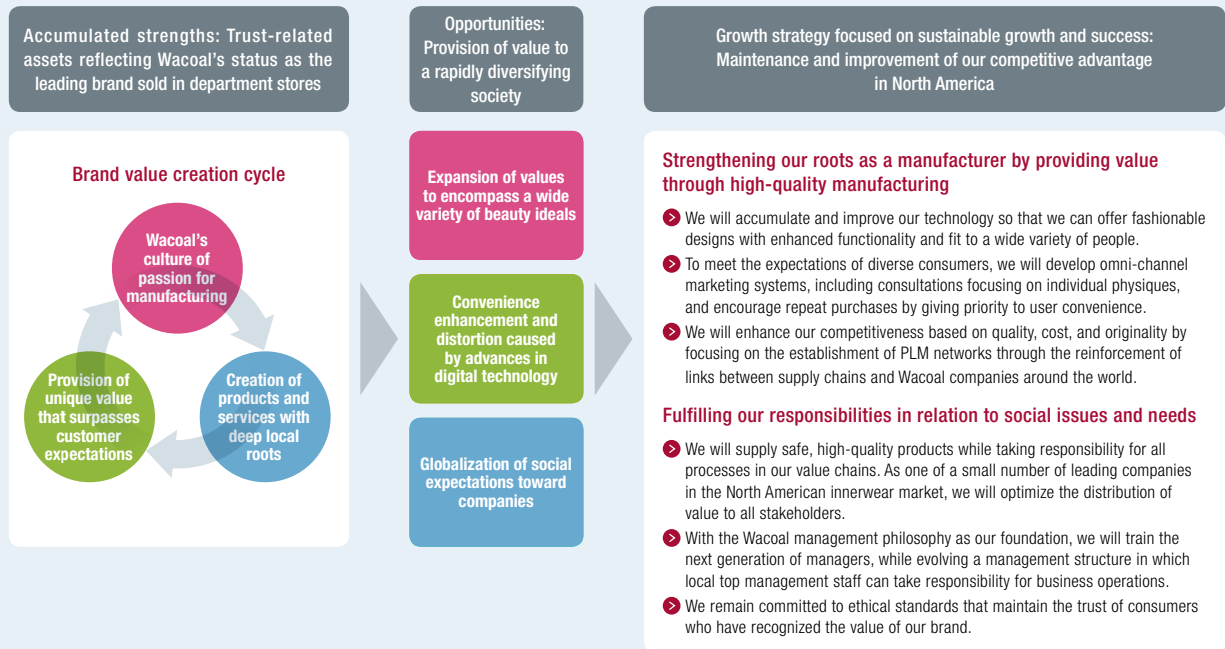 Accumulated strengths: Trust-related
assets reflecting Wacoal's status as the
leading brand sold in department stores
Brand value creation cycle
Wacoal's
culture of
passion for
manufacturing
Creation of
products and
services with
deep local
roots
Provision of
unique value
that surpasses
customer
expectations
Opportunities:
Provision of value to
a rapidly diversifying
society
Expansion of values
to encompass a wide
variety of beauty ideals
Convenience
enhancement and
distortion caused
by advances in
digital technology
Globalization of social
expectations toward
companies
Growth strategy focused on sustainable growth and success:
Maintenance and improvement of our competitive advantage
in North America
Strengthening our roots as a manufacturer by providing value
through high-quality manufacturing
We will accumulate and improve our technology so that we can offer fashionable
designs with enhanced functionality and fit to a wide variety of people.
To meet the expectations of diverse consumers, we will develop omni-channel
marketing systems, including consultations focusing on individual physiques,
and encourage repeat purchases by giving priority to user convenience.
We will enhance our competitiveness based on quality, cost, and originality by
focusing on the establishment of PLM networks through the reinforcement of
links between supply chains and Wacoal companies around the world.
Fulfilling our responsibilities in relation to social issues and needs
We will supply safe, high-quality products while taking responsibility for all
processes in our value chains. As one of a small number of leading companies
in the North American innerwear market, we will optimize the distribution of
value to all stakeholders.
With the Wacoal management philosophy as our foundation, we will train the
next generation of managers, while evolving a management structure in which
local top management staff can take responsibility for business operations.
We remain committed to ethical standards that maintain the trust of consumers
who have recognized the value of our brand.